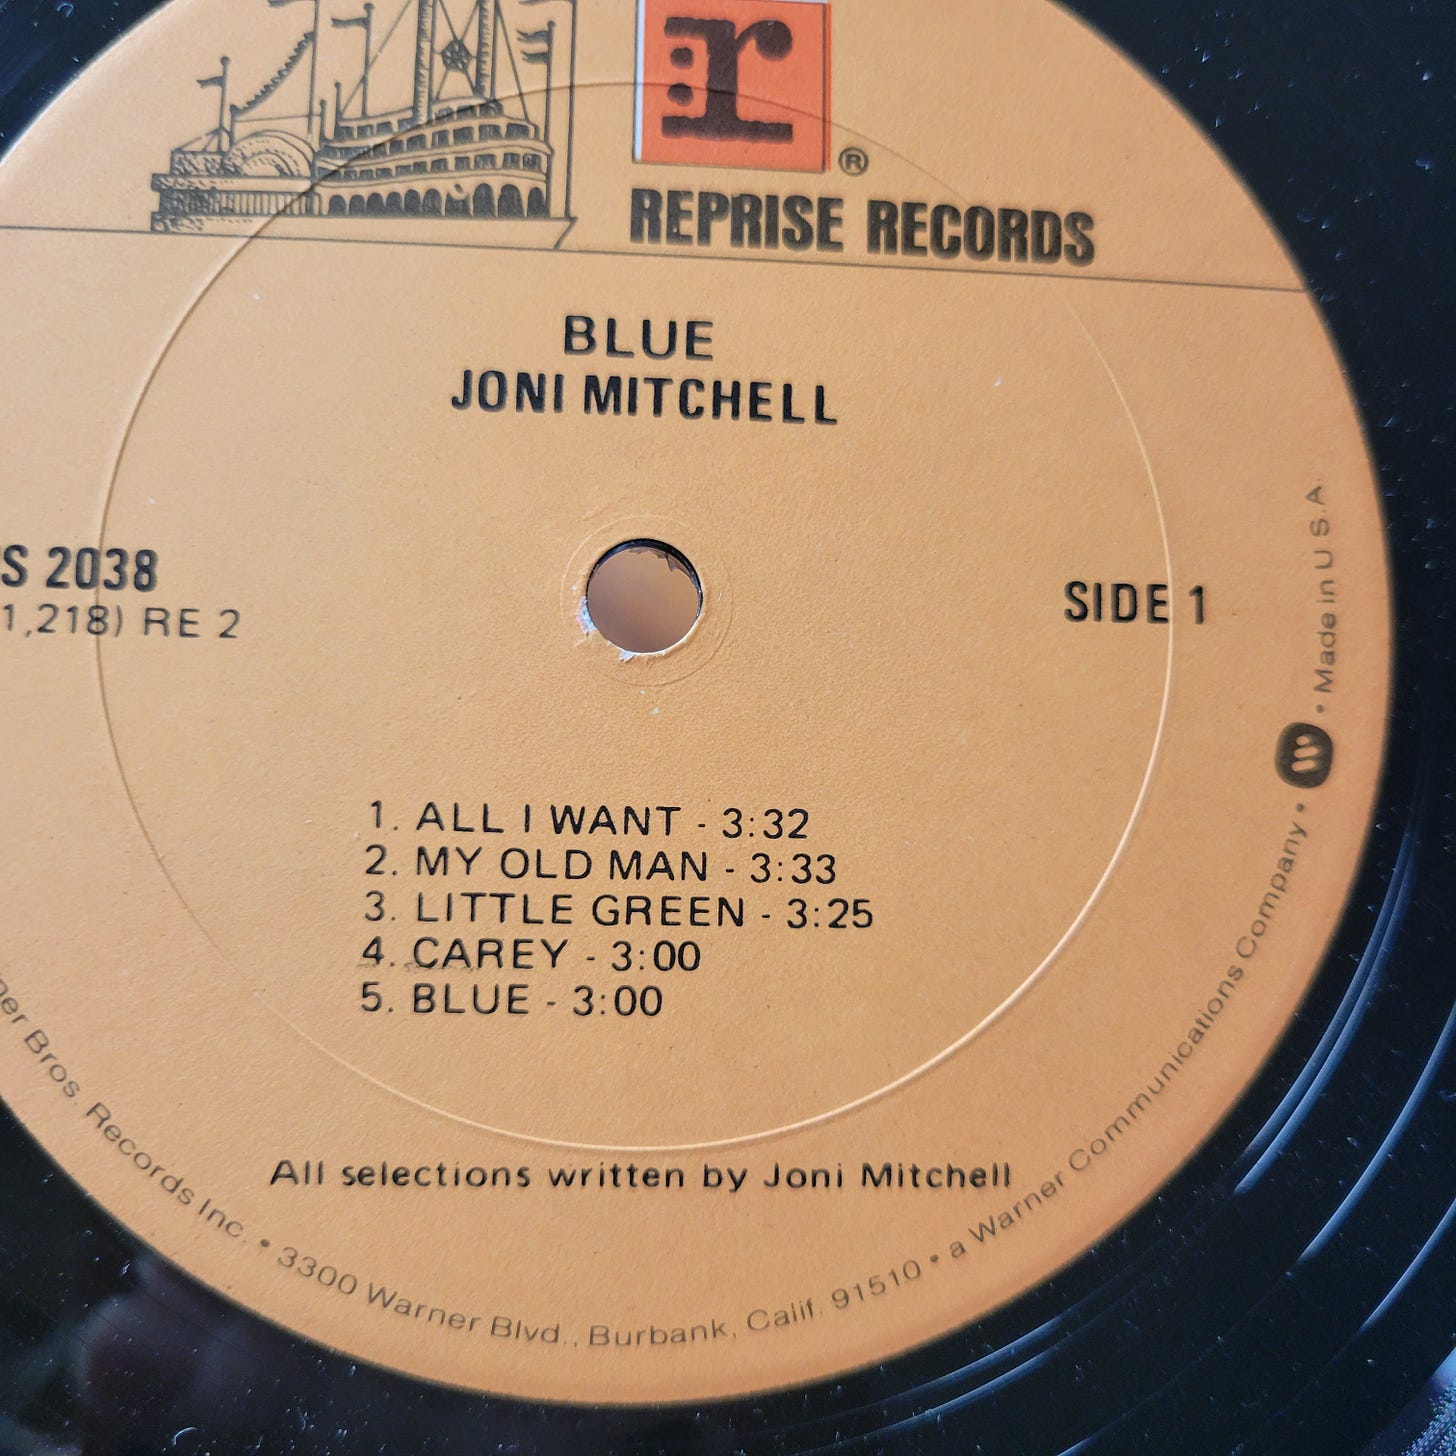 :r
®
REPRISE RECORDS
BLUE
JONI MITCHELL
S 2038
1,218) RE 2
SIDE 1
1. ALL I WANT - 3:32
2. MY OLD MAN - 3:33
3. LITTLE GREEN - 3:25
4. CAREY - 3:00
5. BLUE - 3:00
All selections written by Joni Mitchell
ner Bros. Records Inc. • 3300 Warner Blvd., Burbank, Calif. 91510 • a Warner Communications Company • W • Made in U.S.A.